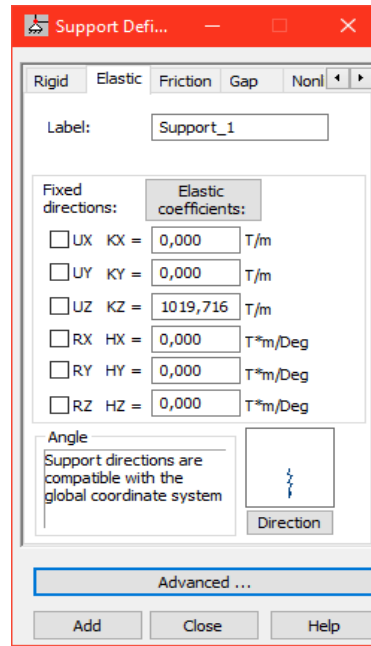 Support Defi...
Rigid Elastic Friction Gap Nonl
Label: Support_1
Fixed directions:
Elastic coefficients:
UX KX = 0,000 T/m
UY KY = 0,000 T/m
UZ KZ = 1019,716 T/m
RX HX = 0,000 T*m/Deg
RY HY = 0,000 T*m/Deg
RZ HZ = 0,000 T*m/Deg
Angle
Support directions are
compatible with the
global coordinate system
Direction
Advanced ...
Add Close Help